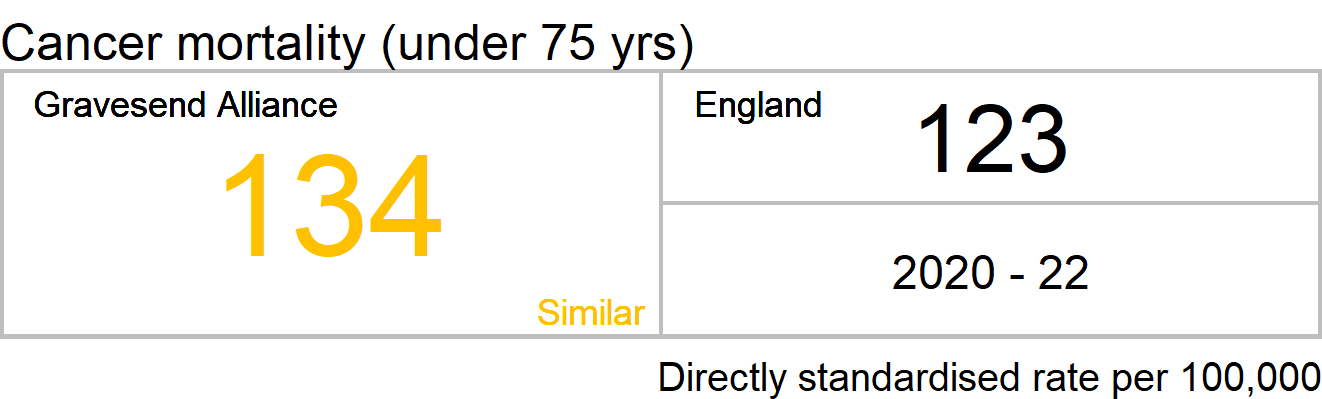 Cancer mortality (under 75 yrs)
Gravesend Alliance
134
Similar
England
123
2020 - 22
Directly standardised rate per 100,000